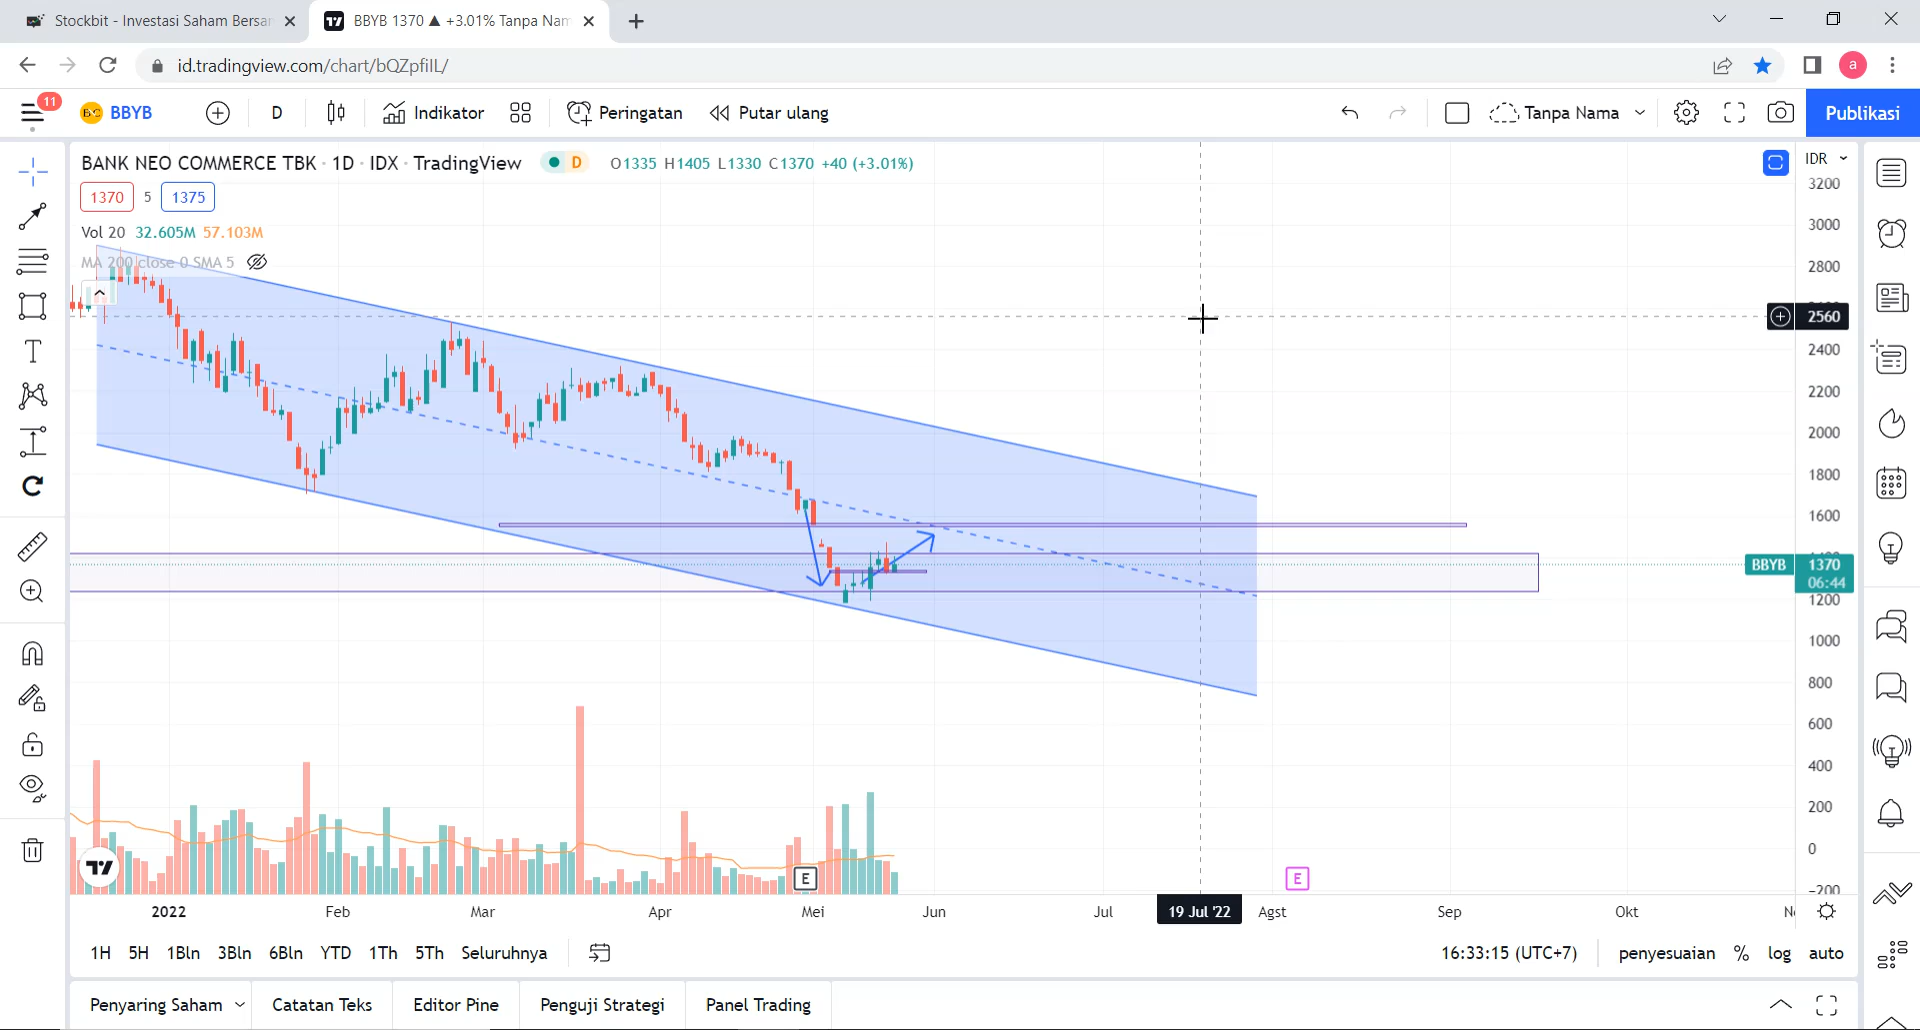 Stockbit - Investasi Saham Bersar
BBYB 1370 ▲ +3.01% Tanpa Nam
id.tradingview.com/chart/bQZpfiIL/
11
BBYB
D
Indikator
Peringatan
Putar ulang
Tanpa Nama
Publikasi
BANK NEO COMMERCE TBK · 1D · IDX · TradingView
D
O1335 H1405 L1330 C1370 +40 (+3.01%)
IDR
1370 5 1375
Vol 20 32.605M 57.103M
MA 200 close 0 SMA 5
3200
3000
2800
2560
2400
2200
2000
1800
1600
1400
BBYB 1370
06:44
1200
1000
800
600
400
200
0
-200
E
E
2022 Feb Mar Apr Mei Jun Jul 19 Jul '22 Agst Sep Okt
1H 5H 1Bln 3Bln 6Bln YTD 1Th 5Th Seluruhnya
16:33:15 (UTC+7) penyesuaian % log auto
Penyaring Saham Catatan Teks Editor Pine Penguji Strategi Panel Trading
a